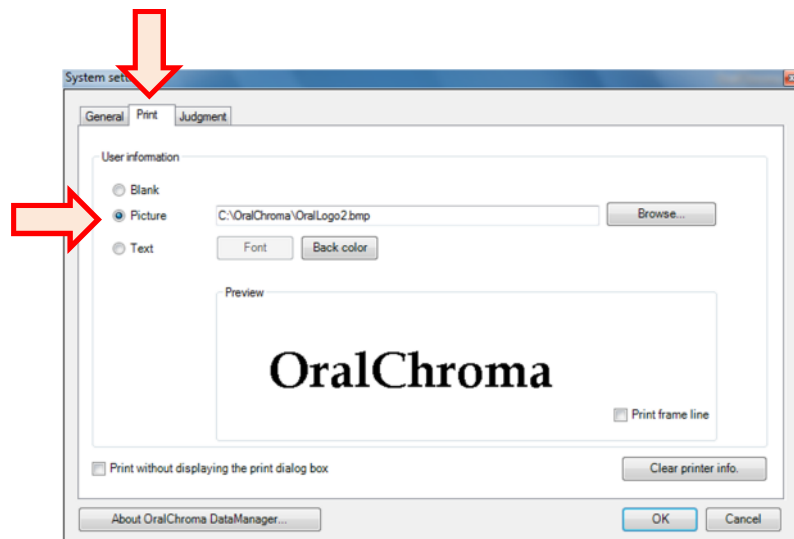 System sett
General Print Judgment
User information
Blank
Picture C:\OralChroma\OralLogo2.bmp Browse...
Text Font Back color
Preview
OralChroma
Print frame line
Print without displaying the print dialog box Clear printer info.
About OralChroma DataManager... OK Cancel